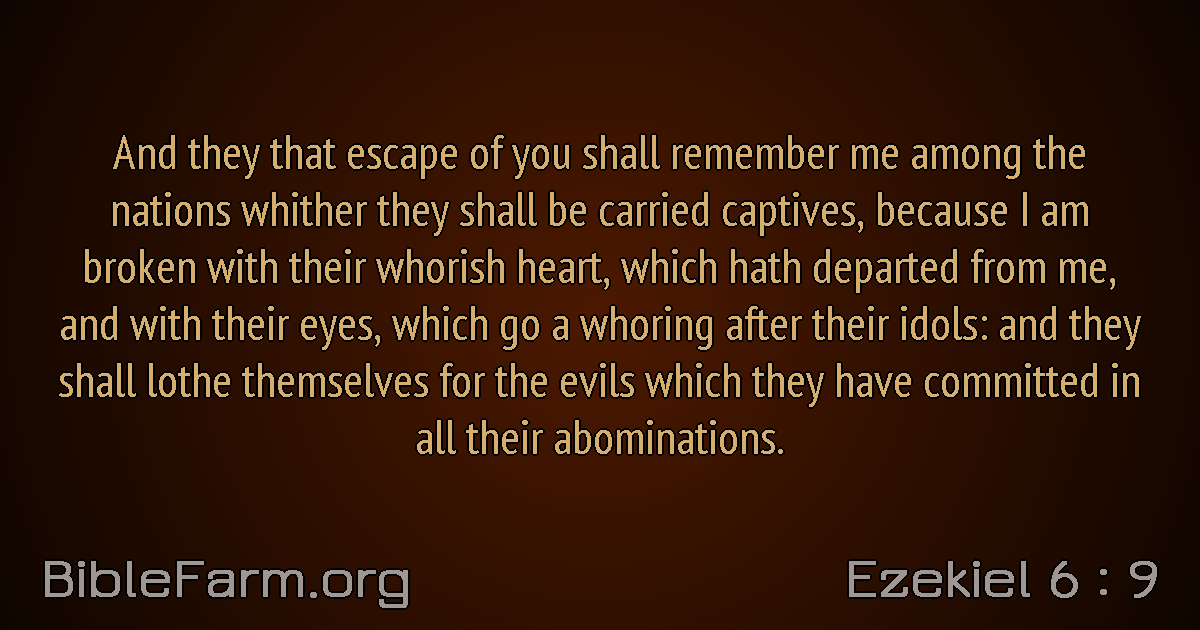 And they that escape of you shall remember me among the
nations whither they shall be carried captives, because I am
broken with their whorish heart, which hath departed from me,
and with their eyes, which go a whoring after their idols: and they
shall lothe themselves for the evils which they have committed in
all their abominations.
BibleFarm.org
Ezekiel 6 : 9